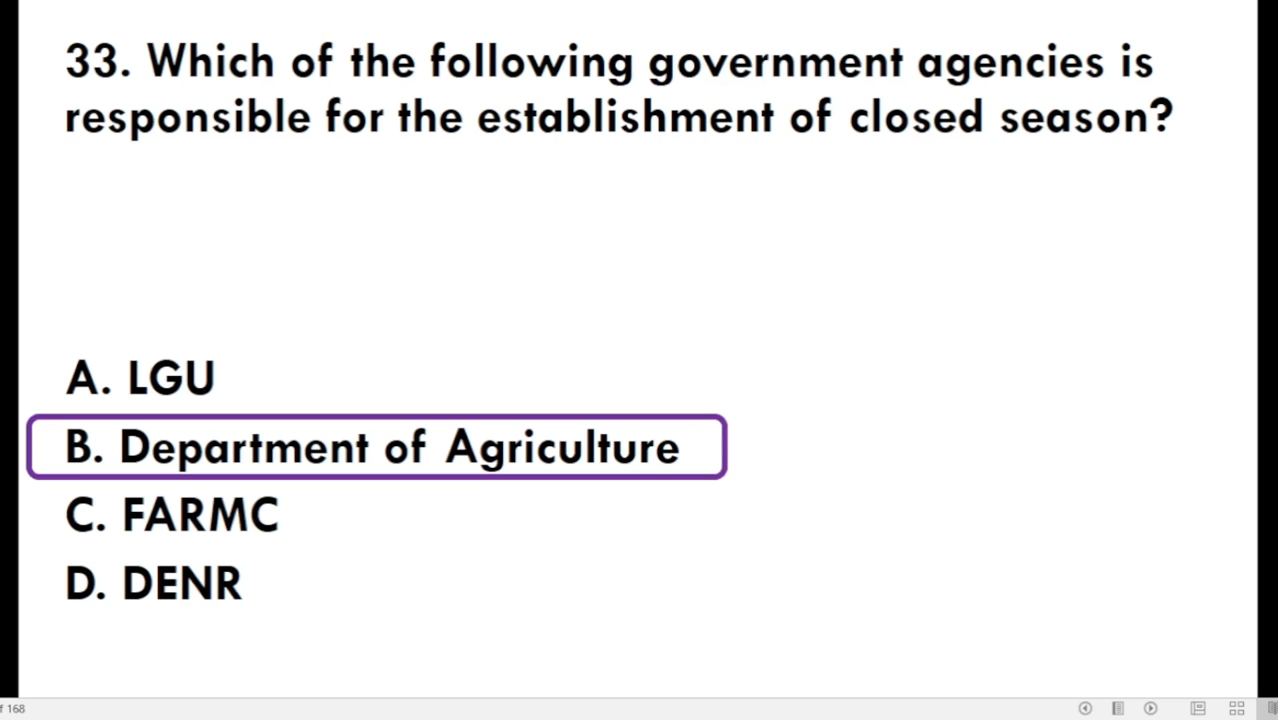 33. Which of the following government agencies is
responsible for the establishment of closed season?
A. LGU
B. Department of Agriculture
C. FARMC
D. DENR
f 168